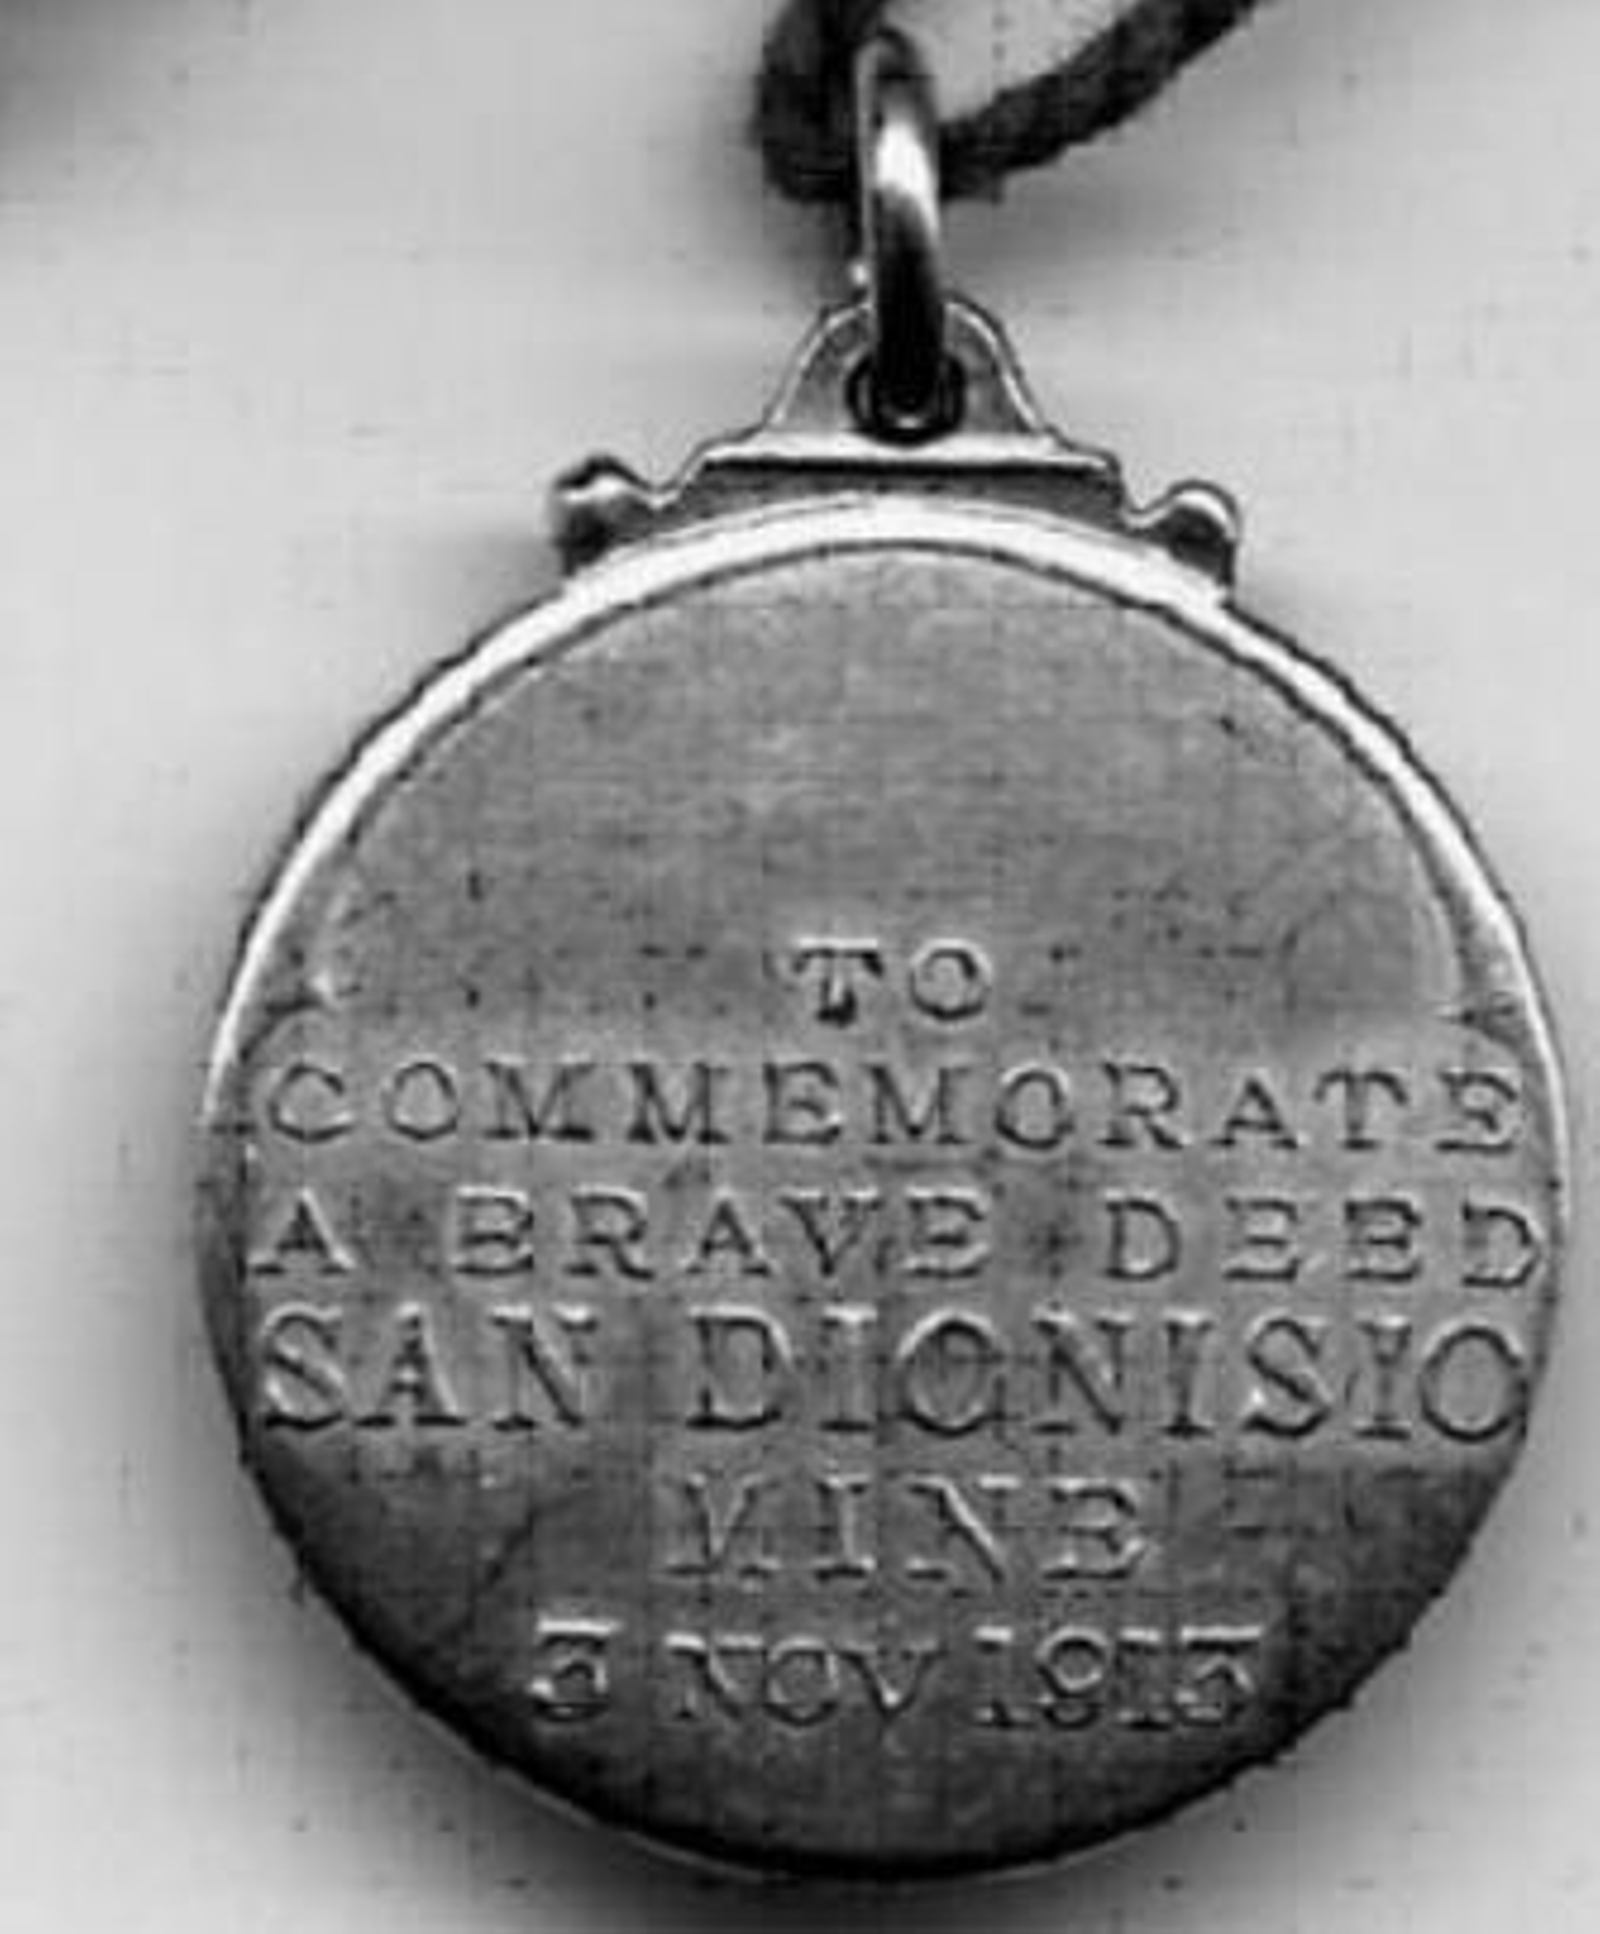 TO
COMMEMORATE
A BRAVE DEED
SAN DIONISIO
MINE
3 NOV 1913